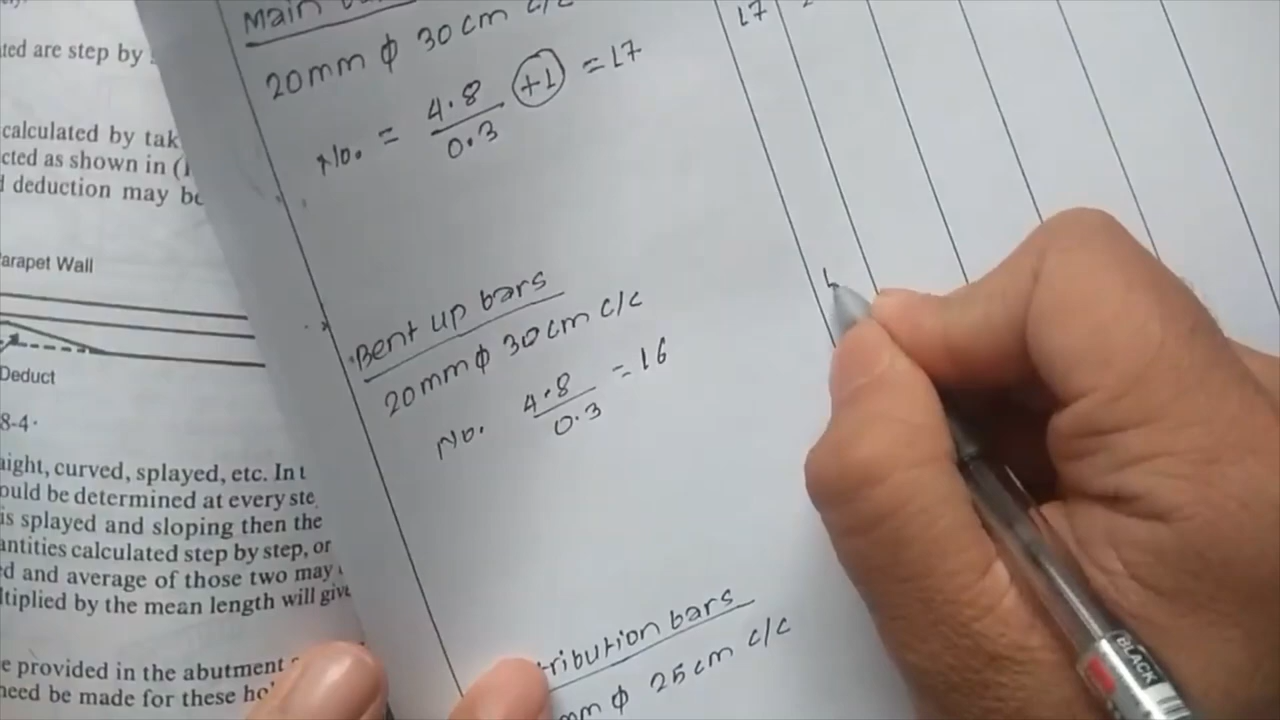 ted are step by
calculated by tak
cted as shown in
deduction may be
arapet Wall
Deduct
8-4.
aight, curved, splayed, etc. In t
ould be determined at every ste
is splayed and sloping then the
antities calculated step by step, or
d and average of those two may
ltiplied by the mean length will give
e provided in the abutment
need be made for these ho
Main
20mm ϕ 30cm c/c
No. = 4.8/0.3 +1 = 17
Bent up bars
20mm ϕ 30cm c/c
No. 4.8/0.3 = 16
tribution bars
mm ϕ 25cm c/c
17
BLACK